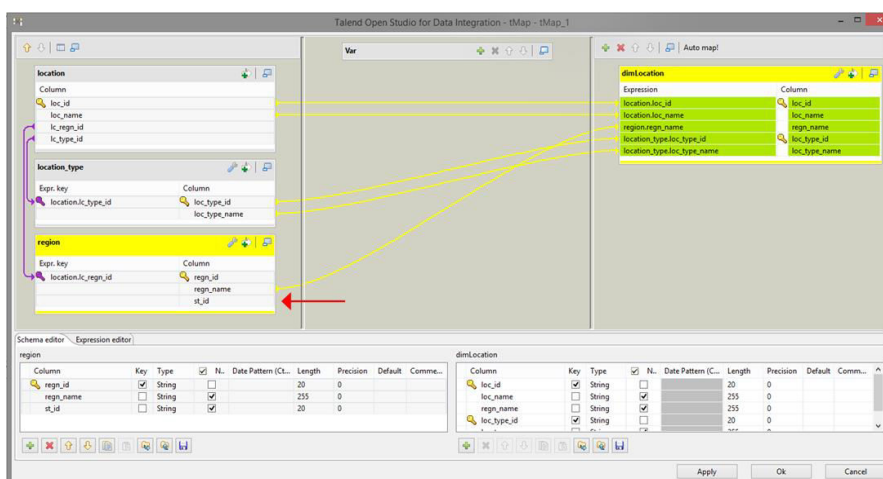 Talend Open Studio for Data Integration - tMap - tMap_1
location
Column
loc_id
loc_name
lc_regn_id
lc_type_id
location_type
Expr. key Column
location.lc_type_id loc_type_id
loc_type_name
region
Expr. key Column
location.lc_regn_id regn_id
regn_name
st_id
Var
Auto map!
dimLocation
Expression Column
location.loc_id loc_id
location.loc_name loc_name
region.regn_name regn_name
location_type.loc_type_id loc_type_id
location_type.loc_type_name loc_type_name
Schema editor Expression editor
region
Column Key Type N.. Date Pattern (Ct... Length Precision Default Comme...
regn_id String 20 0
regn_name String 255 0
st_id String 20 0
dimLocation
Column Key Type N.. Date Pattern (C... Length Precision Default Comm...
loc_id String 20 0
loc_name String 255 0
regn_name String 255 0
loc_type_id String 20 0
Apply Ok Cancel